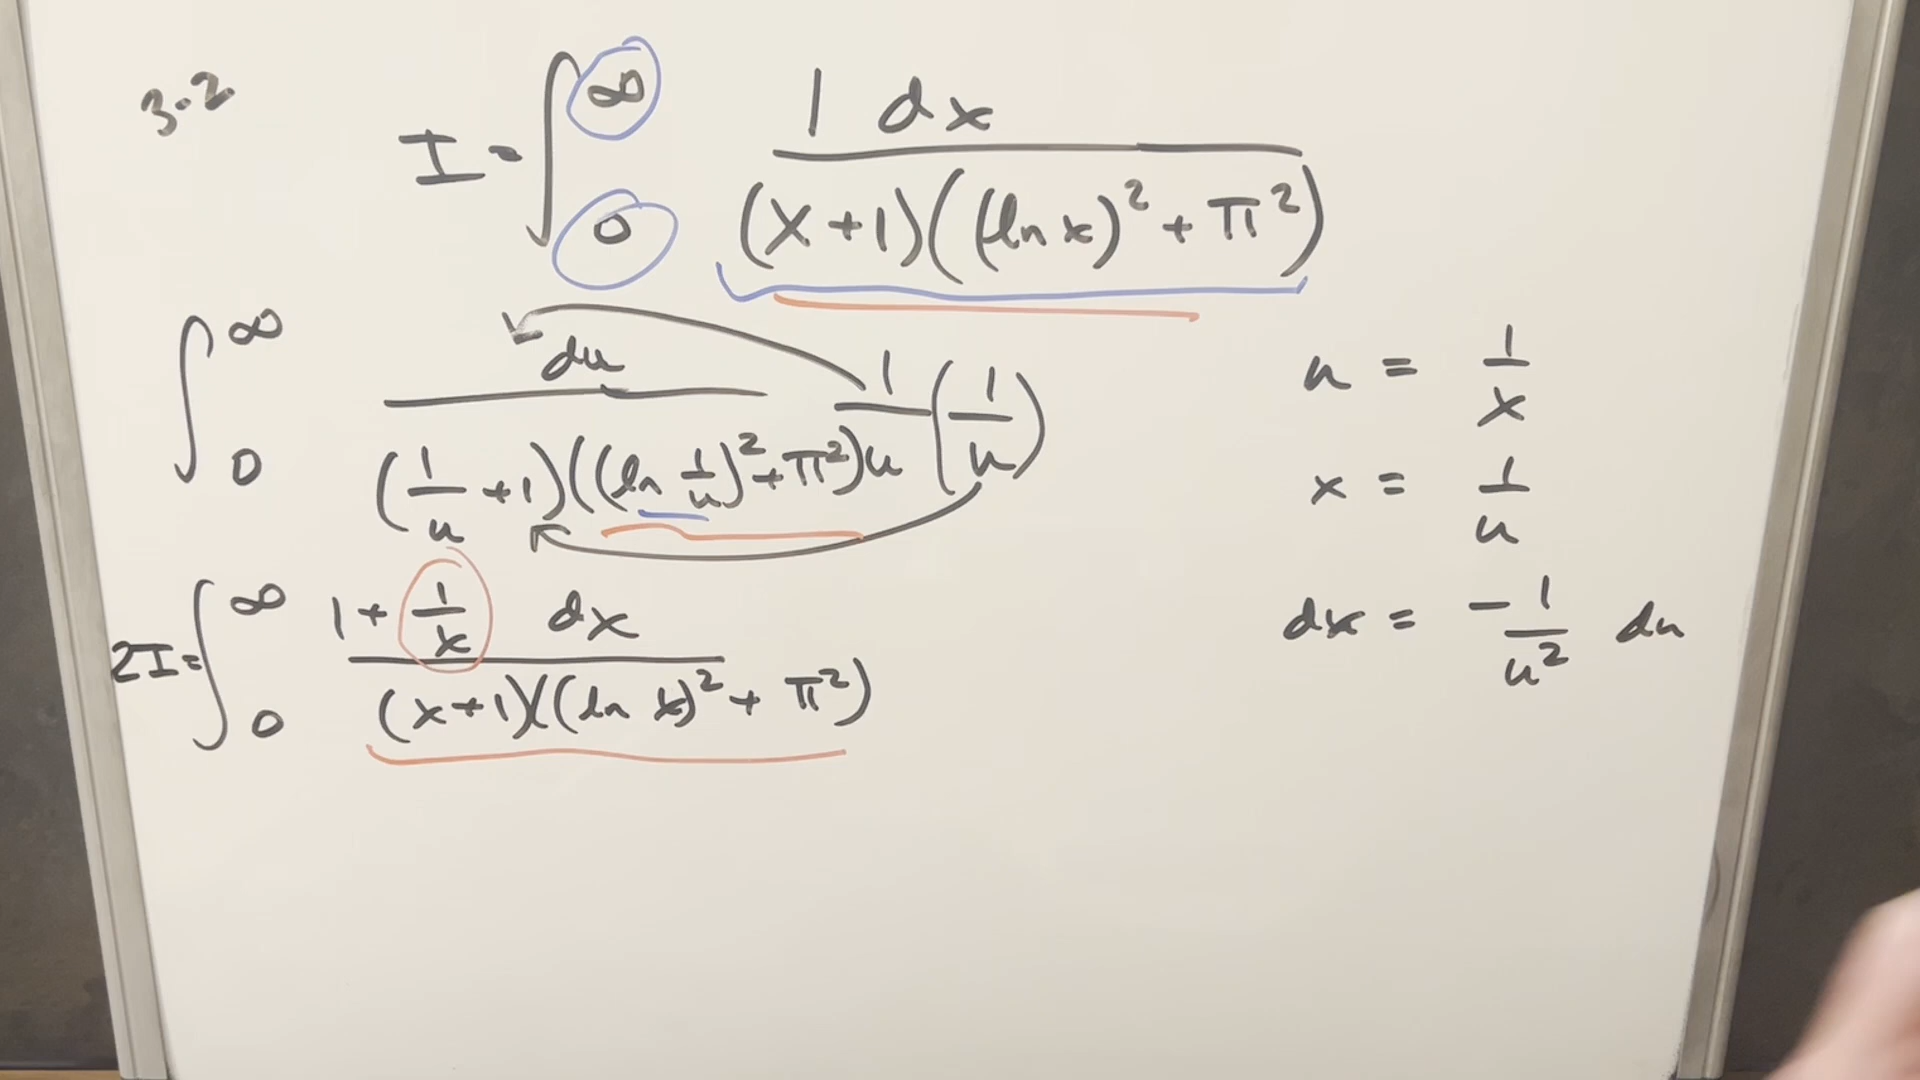 3.2
I = ∫₀^∞ 1 dx / (x+1)((ln x)² + π²)
∫₀^∞ du / (1/u + 1)((ln 1/u)² + π²) 1/u (1/u)
u = 1/x
x = 1/u
dx = -1/u² du
2I = ∫₀^∞ 1 + 1/x dx / (x+1)((ln x)² + π²)